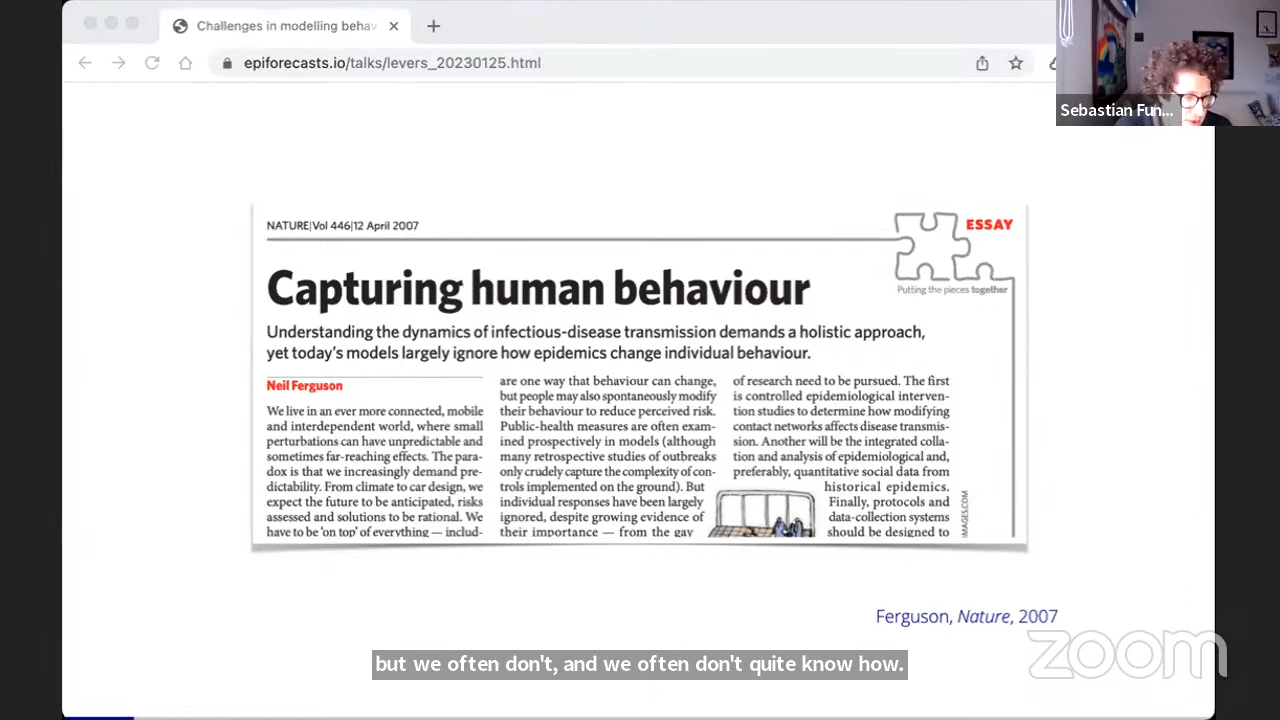 Challenges in modelling behav
epiforecasts.io/talks/levers_20230125.html
Sebastian Fun...
NATURE|Vol 446|12 April 2007
ESSAY
Putting the pieces together
Capturing human behaviour
Understanding the dynamics of infectious-disease transmission demands a holistic approach,
yet today's models largely ignore how epidemics change individual behaviour.
Neil Ferguson
We live in an ever more connected, mobile
and interdependent world, where small
perturbations can have unpredictable and
sometimes far-reaching effects. The para-
dox is that we increasingly demand pre-
dictability. From climate to car design, we
expect the future to be anticipated, risks
assessed and solutions to be rational. We
have to be 'on top' of everything — includ-
are one way that behaviour can change,
but people may also spontaneously modify
their behaviour to reduce perceived risk.
Public-health measures are often exam-
ined prospectively in models (although
many retrospective studies of outbreaks
only crudely capture the complexity of con-
trols implemented on the ground). But
individual responses have been largely
ignored, despite growing evidence of
their importance — from the gay
of research need to be pursued. The first
is controlled epidemiological interven-
tion studies to determine how modifying
contact networks affects disease transmis-
sion. Another will be the integrated colla-
tion and analysis of epidemiological and,
preferably, quantitative social data from
historical epidemics.
Finally, protocols and
data-collection systems
should be designed to
IMAGES.COM
Ferguson, Nature, 2007
but we often don't, and we often don't quite know how.
zoom